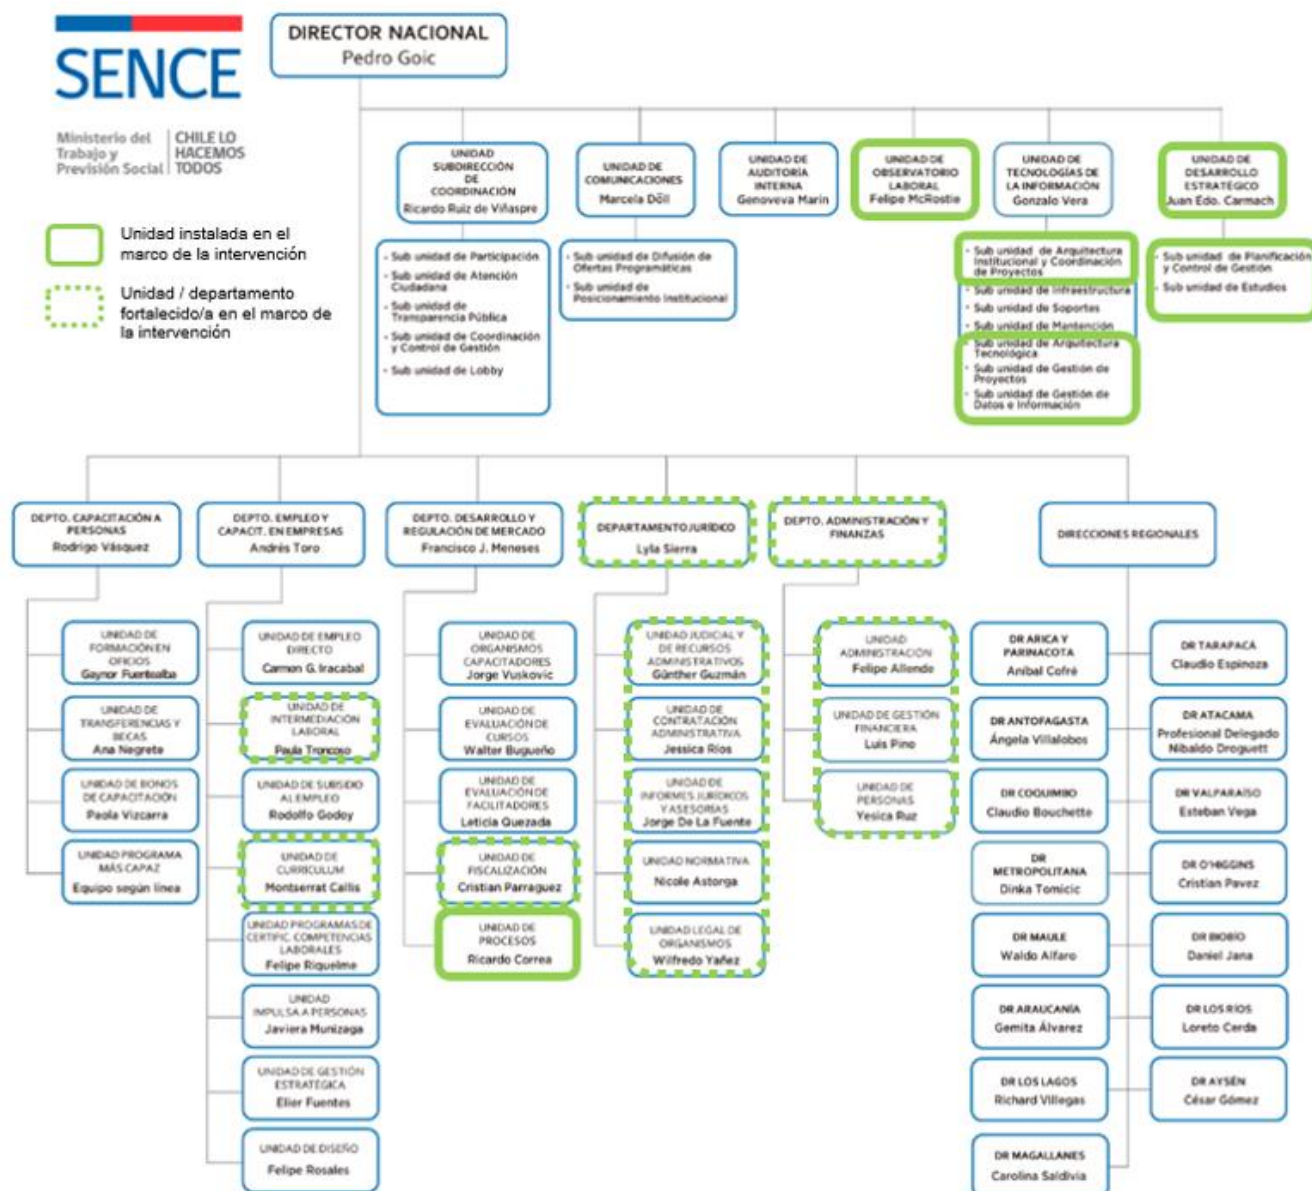 SENCE
Ministerio del
Trabajo y
Previsión Social
CHILE LO
HACEMOS
TODOS
DIRECTOR NACIONAL
Pedro Goic
Unidad instalada en el
marco de la intervención
Unidad / departamento
fortalecido/a en el marco de
la intervención
UNIDAD
SUBDIRECCIÓN
DE
COORDINACIÓN
Ricardo Ruiz de Viñaspre
- Sub unidad de Participación
- Sub unidad de Atención
Ciudadana
- Sub unidad de
Transparencia Pública
- Sub unidad de Coordinación
y Control de Gestión
- Sub unidad de Lobby
UNIDAD DE
COMUNICACIONES
Marcela Döll
- Sub unidad de Difusión de
Ofertas Programáticas
- Sub unidad de
Posicionamiento Institucional
UNIDAD DE
AUDITORÍA
INTERNA
Genoveva Marin
UNIDAD DE
OBSERVATORIO
LABORAL
Felipe McRostie
UNIDAD DE
TECNOLOGÍAS DE
LA INFORMACIÓN
Gonzalo Vera
- Sub unidad de Arquitectura
Institucional y Coordinación
de Proyectos
- Sub unidad de Infraestructura
- Sub unidad de Soportes
- Sub unidad de Mantención
- Sub unidad de Arquitectura
Tecnológica
- Sub unidad de Gestión de
Proyectos
- Sub unidad de Gestión de
Datos e Información
UNIDAD DE
DESARROLLO
ESTRATÉGICO
Juan Edo. Carmach
- Sub unidad de Planificación
y Control de Gestión
- Sub unidad de Estudios
DEPTO. CAPACITACIÓN A
PERSONAS
Rodrigo Vásquez
UNIDAD DE
FORMACIÓN EN
OFICIOS
Gaynor Fuentealba
UNIDAD DE
TRANSFERENCIAS Y
BECAS
Ana Negrete
UNIDAD DE BONOS
DE CAPACITACIÓN
Paola Vizcarra
UNIDAD PROGRAMA
MÁS CAPAZ
Equipo según línea
DEPTO. EMPLEO Y
CAPACIT. EN EMPRESAS
Andrés Toro
UNIDAD DE EMPLEO
DIRECTO
Carmen G. Iracabal
UNIDAD DE
INTERMEDIACIÓN
LABORAL
Paula Troncoso
UNIDAD DE SUBSIDIO
AL EMPLEO
Rodolfo Godoy
UNIDAD DE
CURRICULUM
Montserrat Callis
UNIDAD PROGRAMAS DE
CERTIFIC. COMPETENCIAS
LABORALES
Felipe Riquelme
UNIDAD
IMPULSA A PERSONAS
Javiera Munizaga
UNIDAD DE GESTIÓN
ESTRATÉGICA
Elier Fuentes
UNIDAD DE DISEÑO
Felipe Rosales
DEPTO. DESARROLLO Y
REGULACIÓN DE MERCADO
Francisco J. Meneses
UNIDAD DE
ORGANISMOS
CAPACITADORES
Jorge Vuskovic
UNIDAD DE
EVALUACIÓN DE
CURSOS
Walter Bugueño
UNIDAD DE
EVALUACIÓN DE
FACILITADORES
Leticia Quezada
UNIDAD DE
FISCALIZACIÓN
Cristian Parraguez
UNIDAD DE
PROCESOS
Ricardo Correa
DEPARTAMENTO JURÍDICO
Lyla Sierra
UNIDAD JUDICIAL Y
DE RECURSOS
ADMINISTRATIVOS
Günther Guzmán
UNIDAD DE
CONTRATACIÓN
ADMINISTRATIVA
Jessica Ríos
UNIDAD DE
INFORMES JURÍDICOS
Y ASESORÍAS
Jorge De La Fuente
UNIDAD NORMATIVA
Nicole Astorga
UNIDAD LEGAL DE
ORGANISMOS
Wilfredo Yañez
DEPTO. ADMINISTRACIÓN Y
FINANZAS
UNIDAD
ADMINISTRACIÓN
Felipe Allende
UNIDAD DE GESTIÓN
FINANCIERA
Luis Pino
UNIDAD DE
PERSONAS
Yesica Ruz
DIRECCIONES REGIONALES
DR ARICA Y
PARINACOTA
Aníbal Cofré
DR TARAPACÁ
Claudio Espinoza
DR ANTOFAGASTA
Ángela Villalobos
DR ATACAMA
Profesional Delegado
Nibaldo Droguett
DR COQUIMBO
Claudio Bouchette
DR VALPARAÍSO
Esteban Vega
DR
METROPOLITANA
Dinka Tomicic
DR O'HIGGINS
Cristian Pavez
DR MAULE
Waldo Alfaro
DR BIOBÍO
Daniel Jana
DR ARAUCANÍA
Gemita Álvarez
DR LOS RÍOS
Loreto Cerda
DR LOS LAGOS
Richard Villegas
DR AYSÉN
César Gómez
DR MAGALLANES
Carolina Saldivia